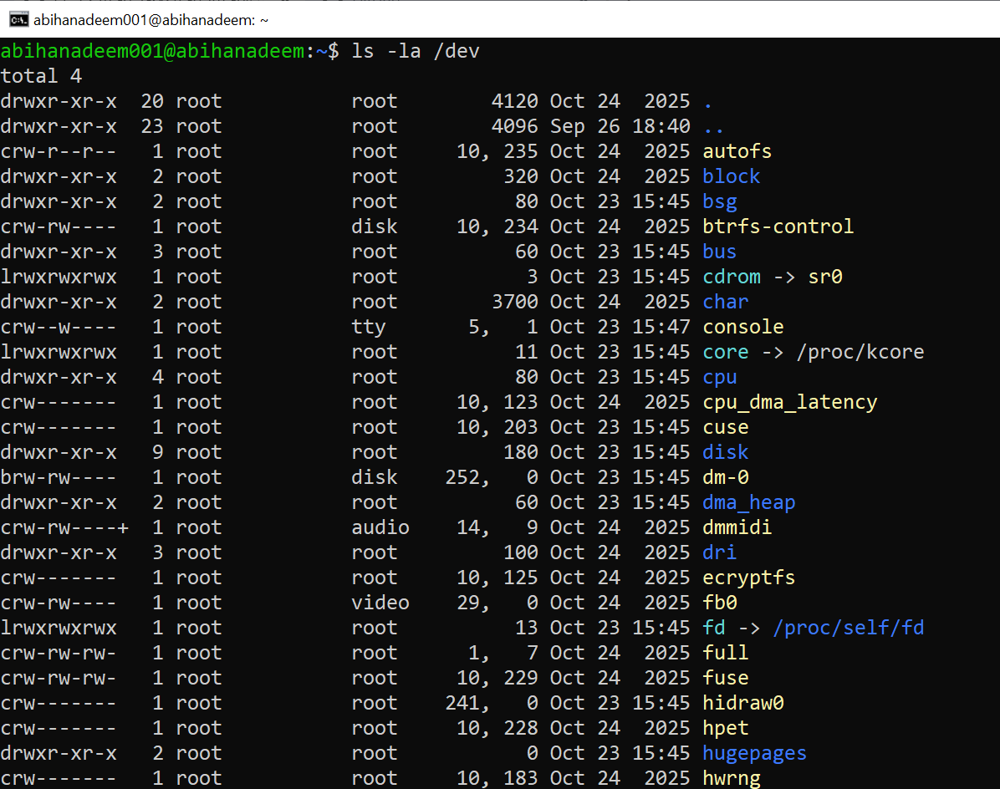 abihanadeem001@abihanadeem: ~
abihanadeem001@abihanadeem:~$ ls -la /dev
total 4
drwxr-xr-x  20 root           root        4120 Oct 24  2025 .
drwxr-xr-x  23 root           root        4096 Sep 26 18:40 ..
crw-r--r--   1 root           root     10, 235 Oct 24  2025 autofs
drwxr-xr-x   2 root           root         320 Oct 24  2025 block
drwxr-xr-x   2 root           root          80 Oct 23 15:45 bsg
crw-rw----   1 root           disk     10, 234 Oct 24  2025 btrfs-control
drwxr-xr-x   3 root           root          60 Oct 23 15:45 bus
lrwxrwxrwx   1 root           root           3 Oct 23 15:45 cdrom -> sr0
drwxr-xr-x   2 root           root        3700 Oct 24  2025 char
crw--w----   1 root           tty       5,   1 Oct 23 15:47 console
lrwxrwxrwx   1 root           root          11 Oct 23 15:45 core -> /proc/kcore
drwxr-xr-x   4 root           root          80 Oct 23 15:45 cpu
crw-------   1 root           root     10, 123 Oct 24  2025 cpu_dma_latency
crw-------   1 root           root     10, 203 Oct 23 15:45 cuse
drwxr-xr-x   9 root           root         180 Oct 23 15:45 disk
brw-rw----   1 root           disk    252,   0 Oct 23 15:45 dm-0
drwxr-xr-x   2 root           root          60 Oct 23 15:45 dma_heap
crw-rw----+  1 root           audio    14,   9 Oct 24  2025 dmmidi
drwxr-xr-x   3 root           root         100 Oct 24  2025 dri
crw-------   1 root           root     10, 125 Oct 24  2025 ecryptfs
crw-rw----   1 root           video    29,   0 Oct 24  2025 fb0
lrwxrwxrwx   1 root           root          13 Oct 23 15:45 fd -> /proc/self/fd
crw-rw-rw-   1 root           root      1,   7 Oct 24  2025 full
crw-rw-rw-   1 root           root     10, 229 Oct 24  2025 fuse
crw-------   1 root           root    241,   0 Oct 23 15:45 hidraw0
crw-------   1 root           root     10, 228 Oct 24  2025 hpet
drwxr-xr-x   2 root           root           0 Oct 23 15:45 hugepages
crw-------   1 root           root     10, 183 Oct 24  2025 hwrng